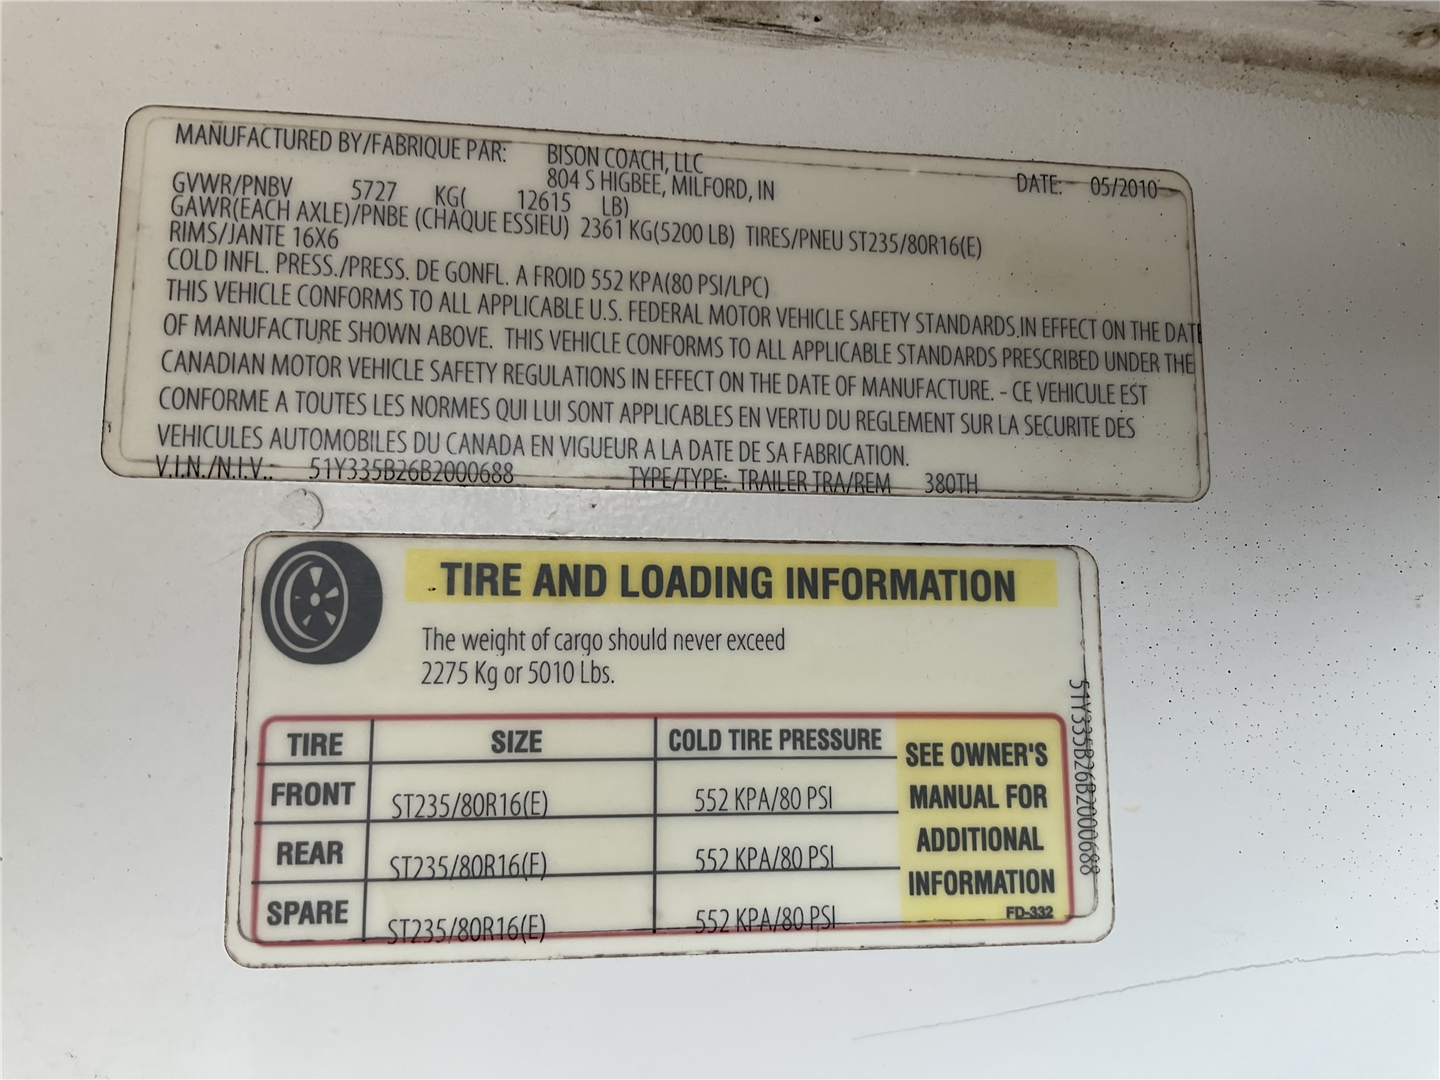 MANUFACTURED BY/FABRIQUE PAR: BISON COACH, LLC
804 S HIGBEE, MILFORD, IN
DATE: 05/2010
GVWR/PNBV 5727 KG( 12615 LB)
GAWR(EACH AXLE)/PNBE (CHAQUE ESSIEU) 2361 KG(5200 LB) TIRES/PNEU ST235/80R16(E)
RIMS/JANTE 16X6
COLD INFL. PRESS./PRESS. DE GONFL. A FROID 552 KPA(80 PSI/LPC)
THIS VEHICLE CONFORMS TO ALL APPLICABLE U.S. FEDERAL MOTOR VEHICLE SAFETY STANDARDS,IN EFFECT ON THE DATE
OF MANUFACTURE SHOWN ABOVE. THIS VEHICLE CONFORMS TO ALL APPLICABLE STANDARDS PRESCRIBED UNDER THE
CANADIAN MOTOR VEHICLE SAFETY REGULATIONS IN EFFECT ON THE DATE OF MANUFACTURE. - CE VEHICULE EST
CONFORME A TOUTES LES NORMES QUI LUI SONT APPLICABLES EN VERTU DU REGLEMENT SUR LA SECURITE DES
VEHICULES AUTOMOBILES DU CANADA EN VIGUEUR A LA DATE DE SA FABRICATION.
V.I.N./N.I.V.: 51Y335B26B2000688 TYPE/TYPE: TRAILER TRA/REM 380TH
TIRE AND LOADING INFORMATION
The weight of cargo should never exceed
2275 Kg or 5010 Lbs.
TIRE SIZE COLD TIRE PRESSURE
FRONT ST235/80R16(E) 552 KPA/80 PSI
REAR ST235/80R16(E) 552 KPA/80 PSI
SPARE ST235/80R16(E) 552 KPA/80 PSI
SEE OWNER'S
MANUAL FOR
ADDITIONAL
INFORMATION
FD-332
51Y335B26B2000688